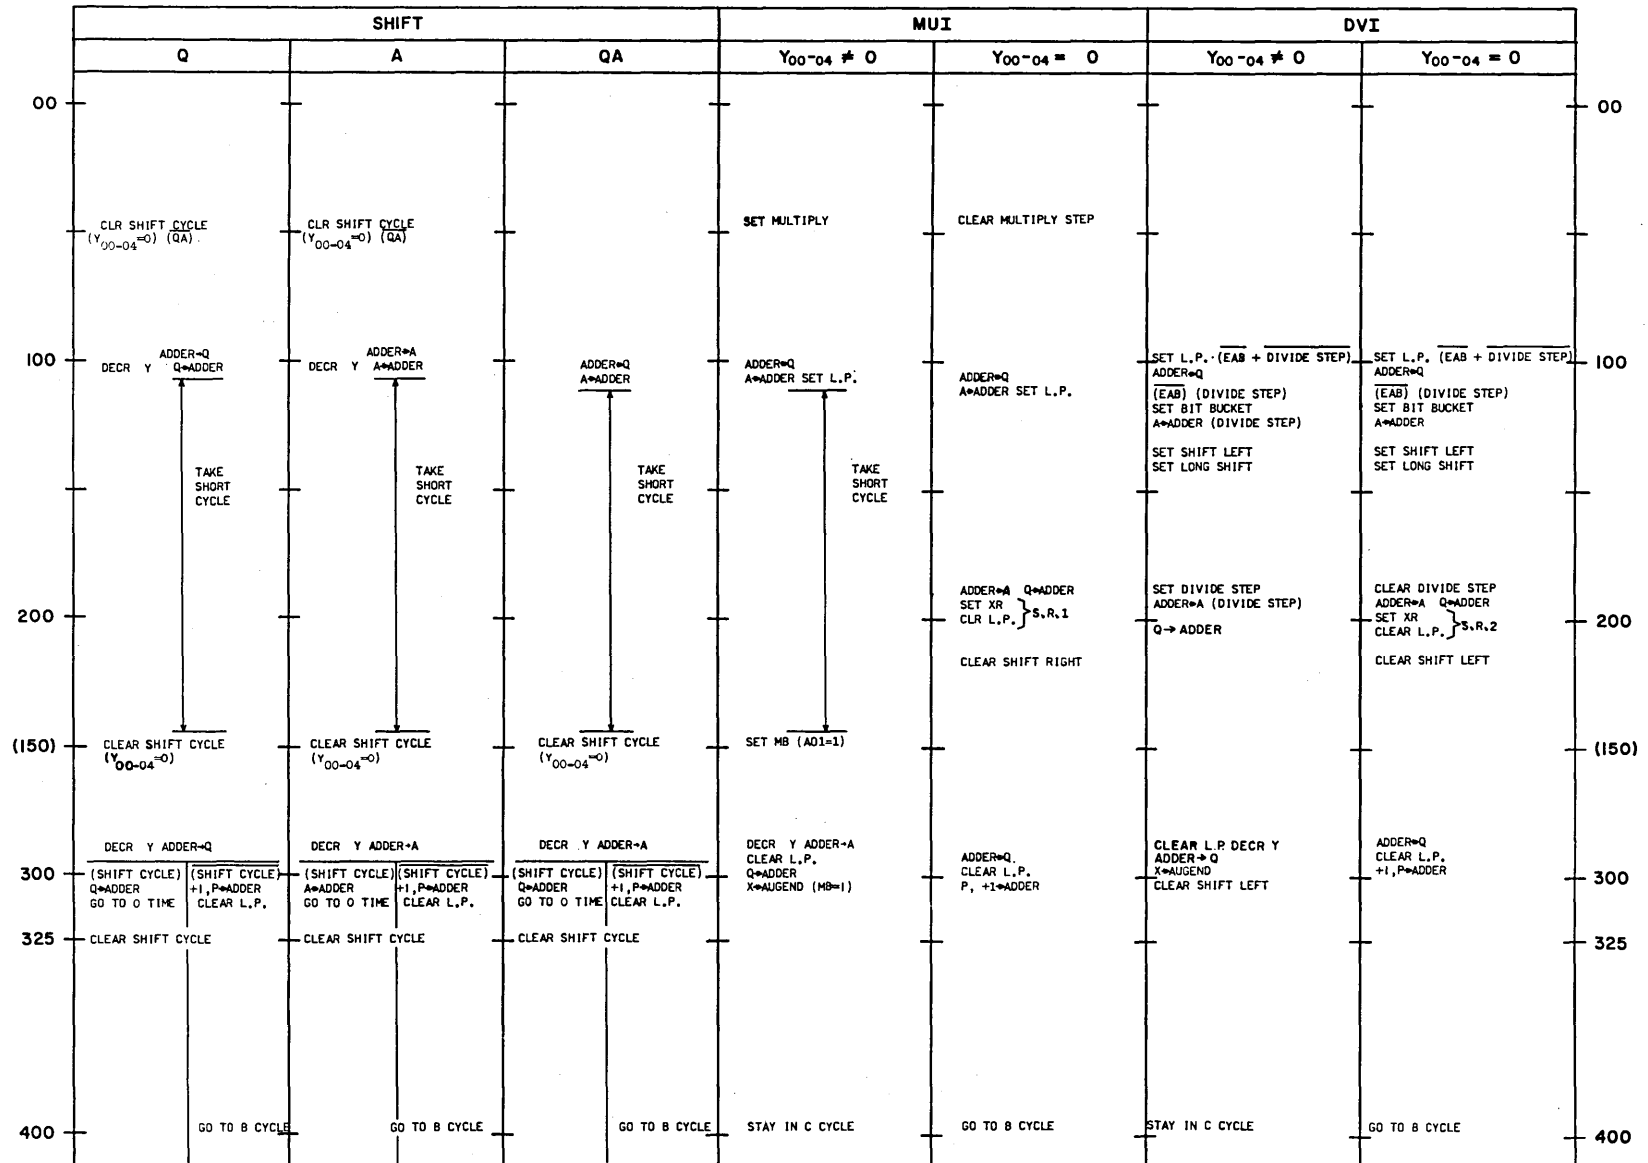 SHIFT MUI DVI
Q A QA Y00-04 ≠ 0 Y00-04 = 0 Y00-04 ≠ 0 Y00-04 = 0
00 00
CLR SHIFT CYCLE
(Y00-04=0) (Q̅A̅)
CLR SHIFT CYCLE
(Y00-04=0) (Q̅A̅)
SET MULTIPLY
CLEAR MULTIPLY STEP
100 100
ADDER→Q
DECR Y Q→ADDER
ADDER→A
DECR Y A→ADDER
ADDER→Q
A→ADDER
ADDER→Q
A→ADDER SET L.P.
ADDER→Q
A→ADDER SET L.P.
SET L.P. · (EAB + DIVIDE STEP)
ADDER→Q
(EAB) (DIVIDE STEP)
SET BIT BUCKET
A→ADDER (DIVIDE STEP)
SET SHIFT LEFT
SET LONG SHIFT
SET L.P. (EAB + DIVIDE STEP)
ADDER→Q
(EAB) (DIVIDE STEP)
SET BIT BUCKET
A→ADDER
SET SHIFT LEFT
SET LONG SHIFT
TAKE
SHORT
CYCLE
TAKE
SHORT
CYCLE
TAKE
SHORT
CYCLE
TAKE
SHORT
CYCLE
200 200
ADDER→A Q→ADDER
SET XR
CLR L.P.
S.R.1
CLEAR SHIFT RIGHT
SET DIVIDE STEP
ADDER→A (DIVIDE STEP)
Q→ ADDER
CLEAR DIVIDE STEP
ADDER→A Q→ADDER
SET XR
CLEAR L.P.
S.R.2
CLEAR SHIFT LEFT
(150) (150)
CLEAR SHIFT CYCLE
(Y00-04=0)
CLEAR SHIFT CYCLE
(Y00-04=0)
CLEAR SHIFT CYCLE
(Y00-04=0)
SET MB (A01=1)
300 300
DECR Y ADDER→Q
(SHIFT CYCLE)
Q→ADDER
GO TO O TIME
(SHIFT CYCLE)
+1,P→ADDER
CLEAR L.P.
DECR Y ADDER→A
(SHIFT CYCLE)
A→ADDER
GO TO O TIME
(SHIFT CYCLE)
+1,P→ADDER
CLEAR L.P.
DECR Y ADDER→A
(SHIFT CYCLE)
Q→ADDER
GO TO O TIME
(SHIFT CYCLE)
+1,P→ADDER
CLEAR L.P.
DECR Y ADDER→A
CLEAR L.P.
Q→ADDER
X→AUGEND (MB=1)
ADDER→Q.
CLEAR L.P.
P, +1→ADDER
CLEAR L.P. DECR Y
ADDER→Q
X→AUGEND
CLEAR SHIFT LEFT
ADDER→Q
CLEAR L.P.
+1,P→ADDER
325 CLEAR SHIFT CYCLE CLEAR SHIFT CYCLE CLEAR SHIFT CYCLE 325
400 GO TO B CYCLE GO TO B CYCLE GO TO B CYCLE STAY IN C CYCLE GO TO B CYCLE STAY IN C CYCLE GO TO B CYCLE 400